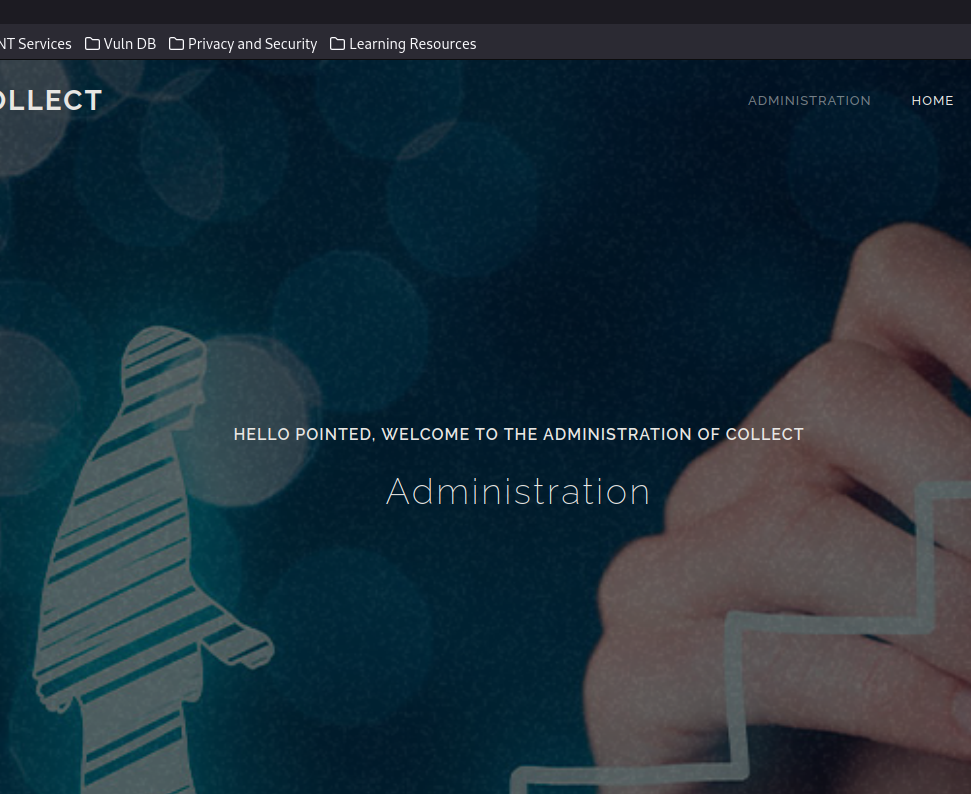 NT Services Vuln DB Privacy and Security Learning Resources
OLLECT ADMINISTRATION HOME
HELLO POINTED, WELCOME TO THE ADMINISTRATION OF COLLECT
Administration